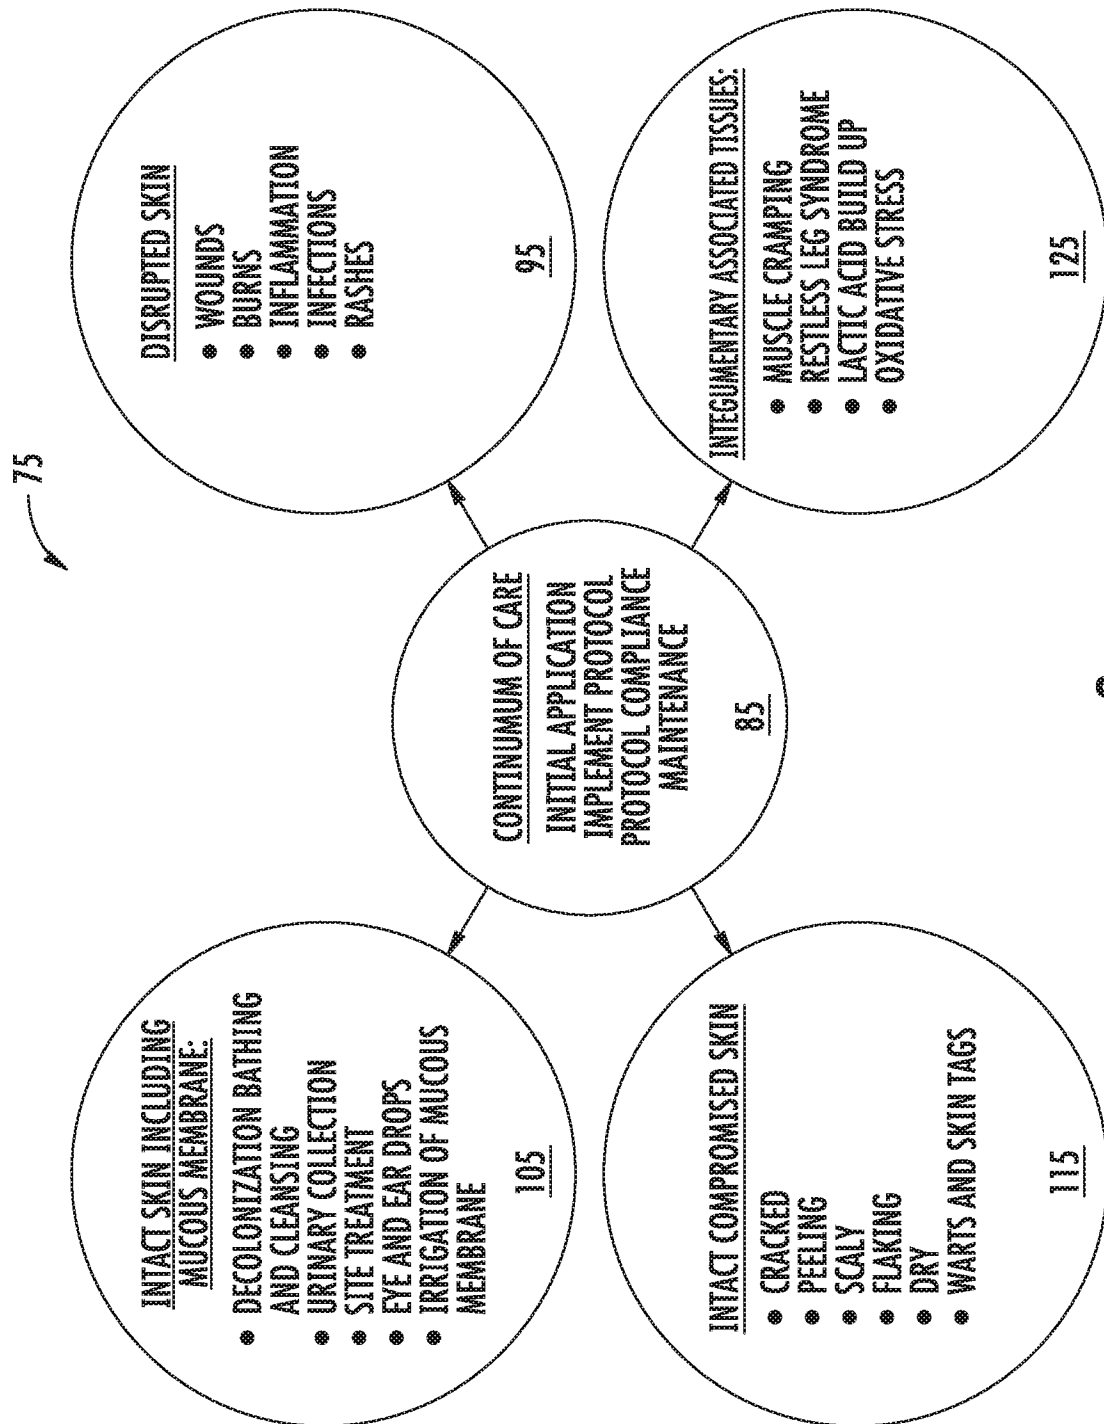 75
INTACT SKIN INCLUDING
MUCOUS MEMBRANE:
• DECOLONIZATION BATHING
AND CLEANSING
• URINARY COLLECTION
• SITE TREATMENT
• EYE AND EAR DROPS
• IRRIGATION OF MUCOUS
MEMBRANE
105
DISRUPTED SKIN
• WOUNDS
• BURNS
• INFLAMMATION
• INFECTIONS
• RASHES
95
CONTINUMUM OF CARE
INITIAL APPLICATION
IMPLEMENT PROTOCOL
PROTOCOL COMPLIANCE
MAINTENANCE
85
INTACT COMPROMISED SKIN
• CRACKED
• PEELING
• SCALY
• FLAKING
• DRY
• WARTS AND SKIN TAGS
115
INTEGUMENTARY ASSOCIATED TISSUES:
• MUSCLE CRAMPING
• RESTLESS LEG SYNDROME
• LACTIC ACID BUILD UP
• OXIDATIVE STRESS
125